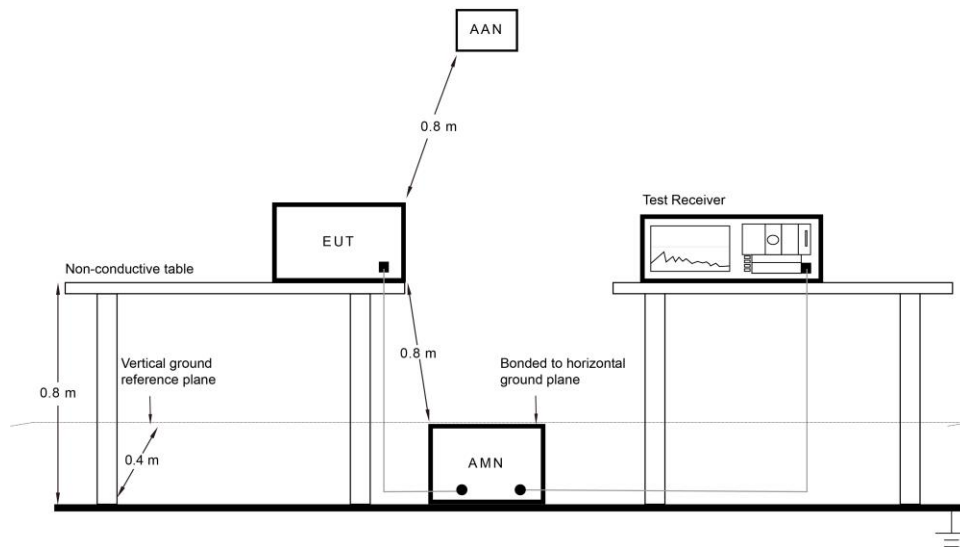 AAN
0.8 m
Test Receiver
EUT
Non-conductive table
0.8 m
Vertical ground
reference plane
Bonded to horizontal
ground plane
0.8 m
0.4 m
AMN